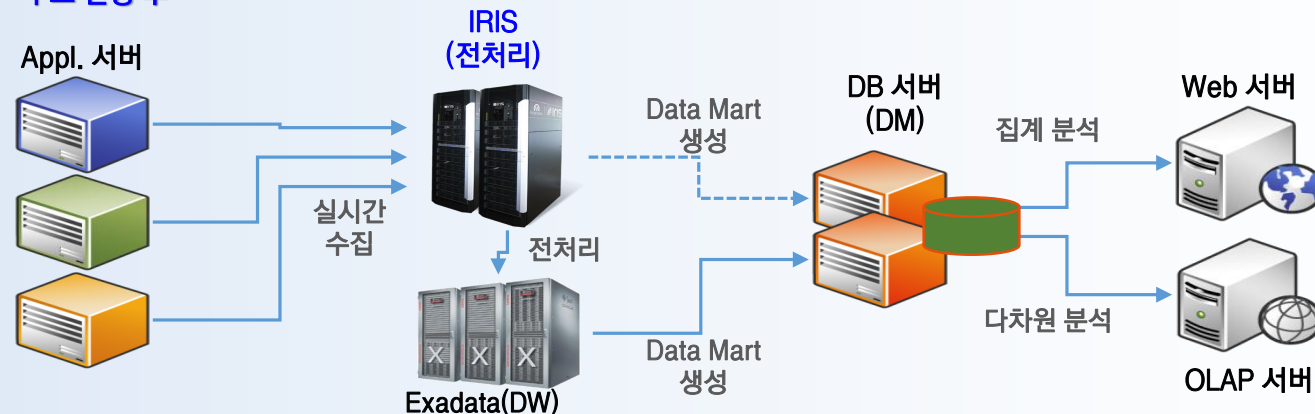 Appl. 서버
IRIS
(전처리)
실시간
수집
전처리
Exadata(DW)
Data Mart
생성
Data Mart
생성
DB 서버
(DM)
집계 분석
다차원 분석
Web 서버
OLAP 서버